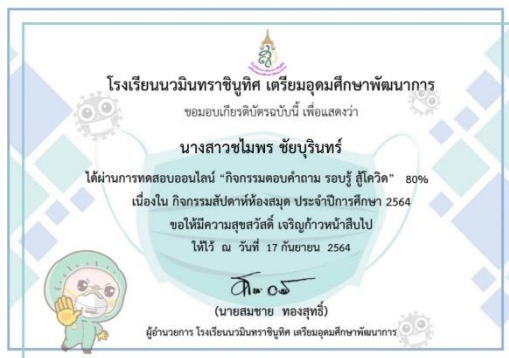 โรงเรียนนวมินทราชินูทิศ เตรียมอุดมศึกษาพัฒนาการ
ขอมอบเกียรติบัตรฉบับนี้ เพื่อแสดงว่า
นางสาวชไมพร ชัยบุรินทร์
ได้ผ่านการทดสอบออนไลน์ “กิจกรรมตอบคำถาม รอบรู้ สู้โควิด” 80%
เนื่องใน กิจกรรมสัปดาห์ห้องสมุด ประจำปีการศึกษา 2564
ขอให้มีความสุขสวัสดิ์ เจริญก้าวหน้าสืบไป
ให้ไว้ ณ วันที่ 17 กันยายน 2564
(นายสมชาย ทองสุทธิ์)
ผู้อำนวยการ โรงเรียนนวมินทราชินูทิศ เตรียมอุดมศึกษาพัฒนาการ